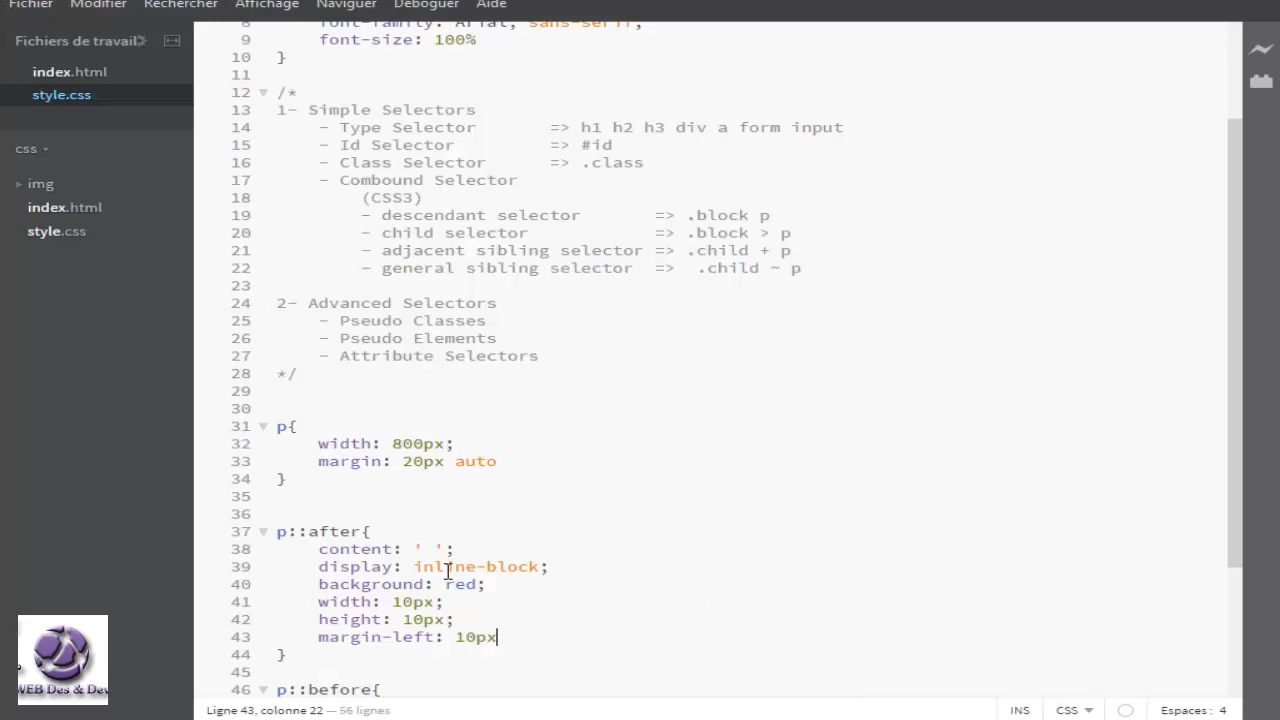 Fichier Modifier Rechercher Affichage Naviguer Déboguer Aide
Fichiers de travail
index.html
style.css
css
img
index.html
style.css
8 font-family: Arial, sans-serif;
9 font-size: 100%
10 }
11
12 /*
13 1- Simple Selectors
14 - Type Selector => h1 h2 h3 div a form input
15 - Id Selector => #id
16 - Class Selector => .class
17 - Combound Selector
18 (CSS3)
19 - descendant selector => .block p
20 - child selector => .block > p
21 - adjacent sibling selector => .child + p
22 - general sibling selector => .child ~ p
23
24 2- Advanced Selectors
25 - Pseudo Classes
26 - Pseudo Elements
27 - Attribute Selectors
28 */
29
30
31 p{
32 width: 800px;
33 margin: 20px auto
34 }
35
36
37 p::after{
38 content: ' ';
39 display: inline-block;
40 background: red;
41 width: 10px;
42 height: 10px;
43 margin-left: 10px
44 }
45
46 p::before{
WEB Des & Dev
Ligne 43, colonne 22 — 56 lignes
INS CSS Espaces : 4